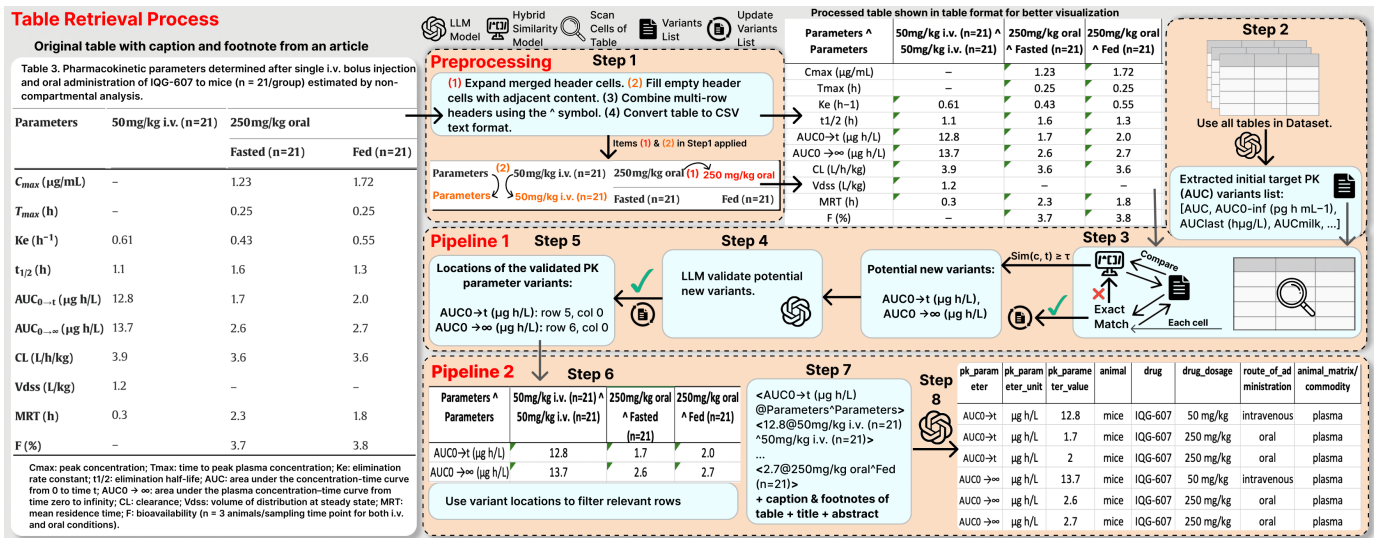 Table Retrieval Process
Original table with caption and footnote from an article
Table 3. Pharmacokinetic parameters determined after single i.v. bolus injection
and oral administration of IQG-607 to mice (n = 21/group) estimated by non-
compartmental analysis.
Parameters 50mg/kg i.v. (n=21) 250mg/kg oral
Fasted (n=21) Fed (n=21)
Cmax (µg/mL) – 1.23 1.72
Tmax (h) – 0.25 0.25
Ke (h⁻¹) 0.61 0.43 0.55
t1/2 (h) 1.1 1.6 1.3
AUC0→t (µg h/L) 12.8 1.7 2.0
AUC0→∞ (µg h/L) 13.7 2.6 2.7
CL (L/h/kg) 3.9 3.6 3.6
Vdss (L/kg) 1.2 – –
MRT (h) 0.3 2.3 1.8
F (%) – 3.7 3.8
Cmax: peak concentration; Tmax: time to peak plasma concentration; Ke: elimination
rate constant; t1/2: elimination half-life; AUC: area under the concentration-time curve
from 0 to time t; AUC0 → ∞: area under the plasma concentration–time curve from
time zero to infinity; CL: clearance; Vdss: volume of distribution at steady state; MRT:
mean residence time; F: bioavailability (n = 3 animals/sampling time point for both i.v.
and oral conditions).
LLM
Model
Hybrid
Similarity
Model
Scan
Cells of
Table
Variants
List
Update
Variants
List
Preprocessing
Step 1
(1) Expand merged header cells. (2) Fill empty header
cells with adjacent content. (3) Combine multi-row
headers using the ^ symbol. (4) Convert table to CSV
text format.
Items (1) & (2) in Step1 applied
Parameters (2) 50mg/kg i.v. (n=21) 250mg/kg oral (1) 250 mg/kg oral
Parameters 50mg/kg i.v. (n=21) Fasted (n=21) Fed (n=21)
Processed table shown in table format for better visualization
Parameters ^
Parameters
50mg/kg i.v. (n=21) ^
50mg/kg i.v. (n=21)
250mg/kg oral
^ Fasted (n=21)
250mg/kg oral
^ Fed (n=21)
Cmax (µg/mL) – 1.23 1.72
Tmax (h) – 0.25 0.25
Ke (h−1) 0.61 0.43 0.55
t1/2 (h) 1.1 1.6 1.3
AUC0→t (µg h/L) 12.8 1.7 2.0
AUC0 →∞ (µg h/L) 13.7 2.6 2.7
CL (L/h/kg) 3.9 3.6 3.6
Vdss (L/kg) 1.2 – –
MRT (h) 0.3 2.3 1.8
F (%) – 3.7 3.8
Step 2
Use all tables in Dataset.
Extracted initial target PK
(AUC) variants list:
[AUC, AUC0-inf (pg h mL−1),
AUClast (hµg/L), AUCmilk, ...]
Pipeline 1
Step 5
Locations of the validated PK
parameter variants:
AUC0→t (µg h/L): row 5, col 0
AUC0 →∞ (µg h/L): row 6, col 0
Step 4
LLM validate potential
new variants.
Potential new variants:
AUC0→t (µg h/L),
AUC0 →∞ (µg h/L)
Sim(c, t) ≥ τ
Step 3
Compare
Exact
Match
Each cell
Pipeline 2
Step 6
Parameters ^
Parameters
50mg/kg i.v. (n=21) ^
50mg/kg i.v. (n=21)
250mg/kg oral
^ Fasted
(n=21)
250mg/kg oral
^ Fed (n=21)
AUC0→t (µg h/L) 12.8 1.7 2.0
AUC0 →∞ (µg h/L) 13.7 2.6 2.7
Use variant locations to filter relevant rows
Step 7
<AUC0→t (µg h/L)
@Parameters^Parameters>
<12.8@50mg/kg i.v. (n=21)
^50mg/kg i.v. (n=21)>
...
<2.7@250mg/kg oral^Fed
(n=21)>
+ caption & footnotes of
table + title + abstract
Step
8
pk_param
eter
pk_param
eter_unit
pk_parame
ter_value
animal
drug
drug_dosage
route_of_ad
ministration
animal_matrix/
commodity
AUC0→t µg h/L 12.8 mice IQG-607 50 mg/kg intravenous plasma
AUC0→t µg h/L 1.7 mice IQG-607 250 mg/kg oral plasma
AUC0→t µg h/L 2 mice IQG-607 250 mg/kg oral plasma
AUC0 →∞ µg h/L 13.7 mice IQG-607 50 mg/kg intravenous plasma
AUC0 →∞ µg h/L 2.6 mice IQG-607 250 mg/kg oral plasma
AUC0 →∞ µg h/L 2.7 mice IQG-607 250 mg/kg oral plasma